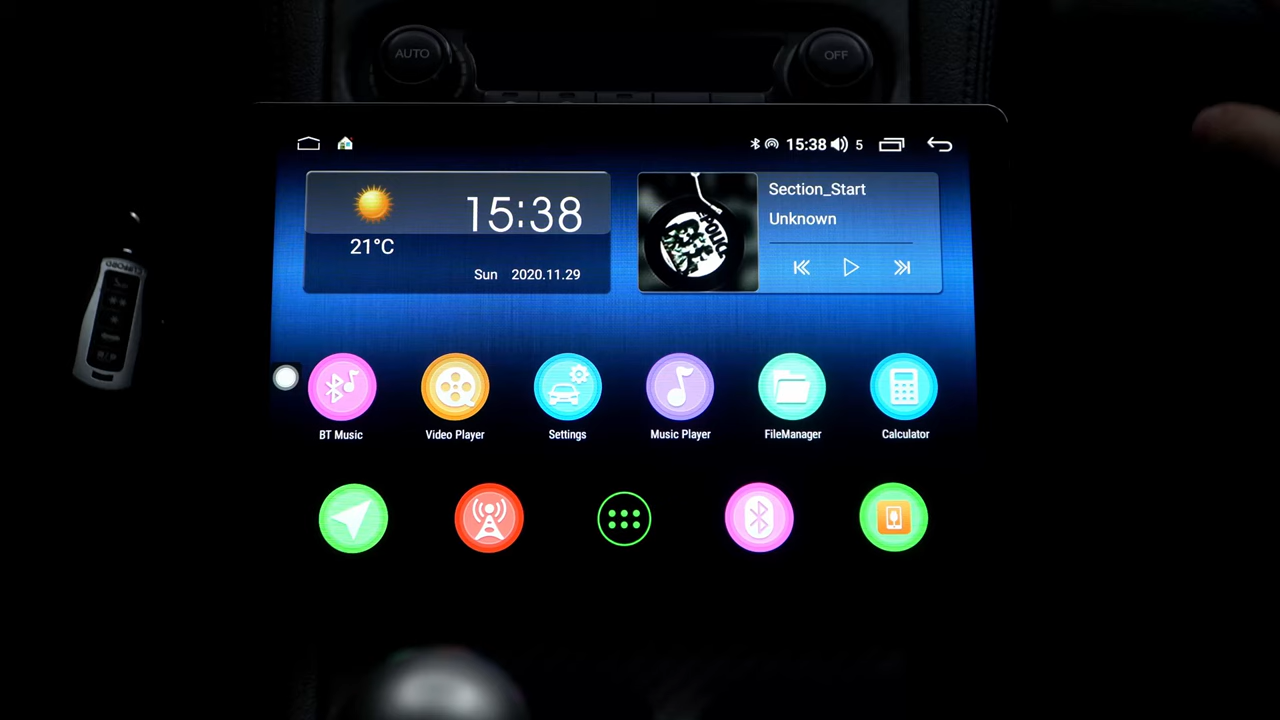 AUTO
OFF
15:38
5
15:38
21°C
Sun 2020.11.29
Section_Start
Unknown
BT Music
Video Player
Settings
Music Player
FileManager
Calculator
POLICE